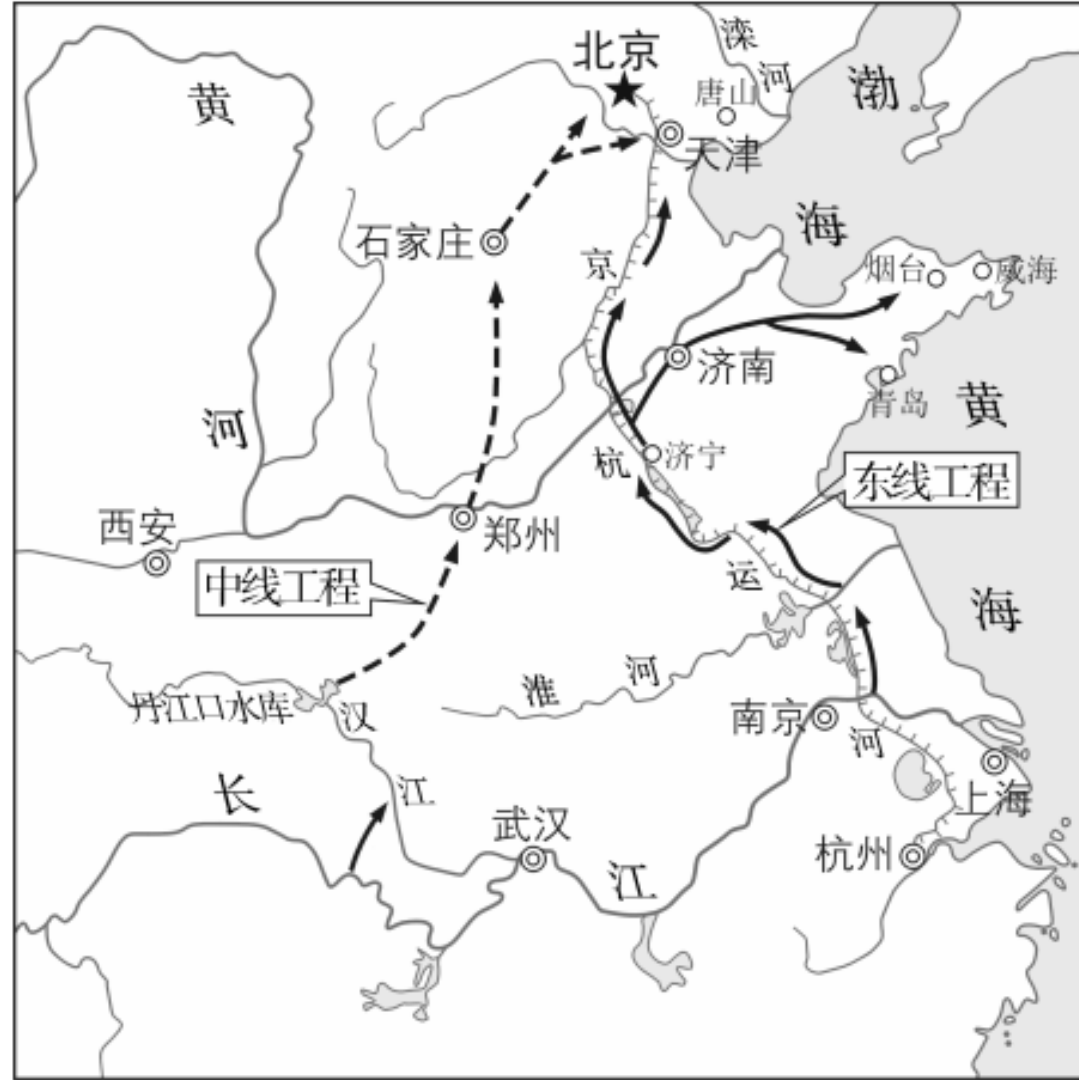 北京
滦河
唐山
渤海
黄河
天津
石家庄
京杭运河
烟台
威海
济南
青岛
黄海
济宁
东线工程
西安
郑州
中线工程
丹江口水库
汉江
淮河
南京
上海
长江
武汉
杭州